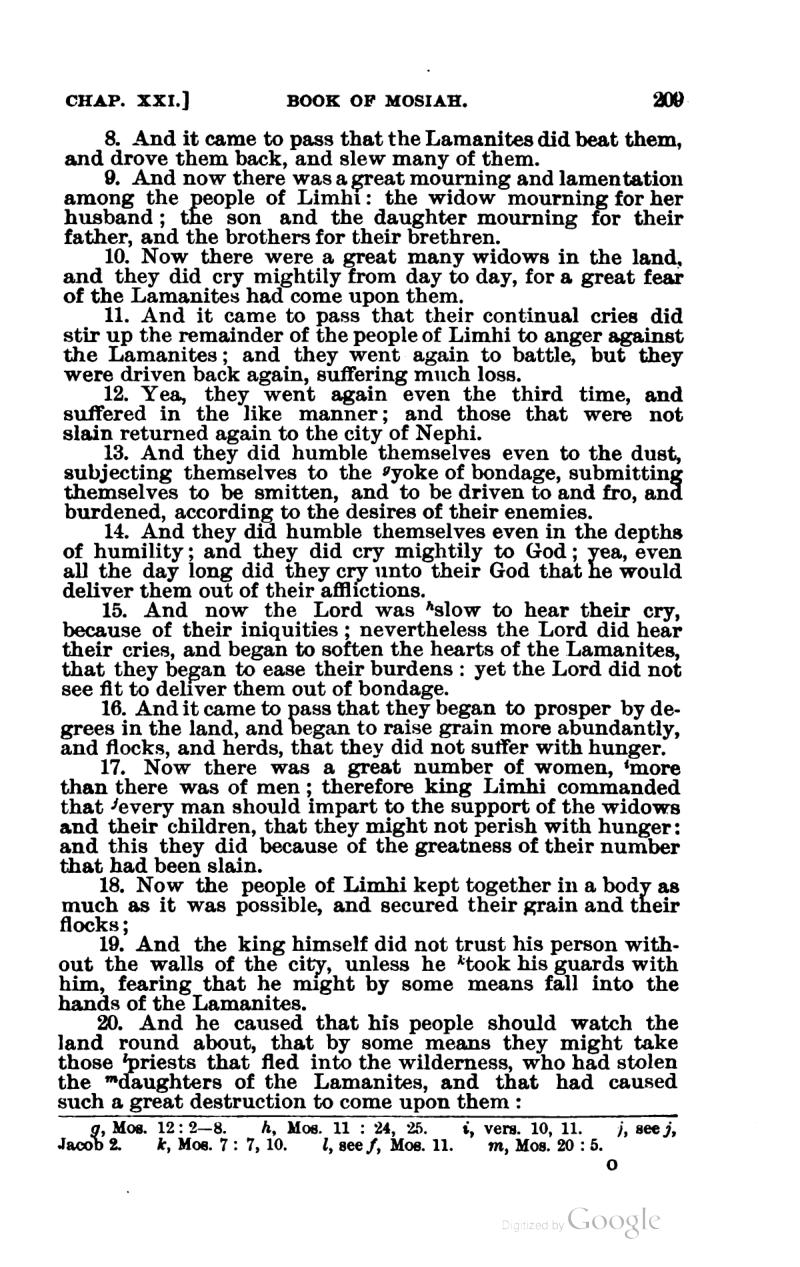 CHAP. XXI.] BOOK OF MOSIAH. 209
8. And it came to pass that the Lamanites did beat them,
and drove them back, and slew many of them.
9. And now there was a great mourning and lamentation
among the people of Limhi: the widow mourning for her
husband; the son and the daughter mourning for their
father, and the brothers for their brethren.
10. Now there were a great many widows in the land,
and they did cry mightily from day to day, for a great fear
of the Lamanites had come upon them.
11. And it came to pass that their continual cries did
stir up the remainder of the people of Limhi to anger against
the Lamanites; and they went again to battle, but they
were driven back again, suffering much loss.
12. Yea, they went again even the third time, and
suffered in the like manner; and those that were not
slain returned again to the city of Nephi.
13. And they did humble themselves even to the dust,
subjecting themselves to the ᵍyoke of bondage, submitting
themselves to be smitten, and to be driven to and fro, and
burdened, according to the desires of their enemies.
14. And they did humble themselves even in the depths
of humility; and they did cry mightily to God; yea, even
all the day long did they cry unto their God that he would
deliver them out of their afflictions.
15. And now the Lord was ʰslow to hear their cry,
because of their iniquities; nevertheless the Lord did hear
their cries, and began to soften the hearts of the Lamanites,
that they began to ease their burdens: yet the Lord did not
see fit to deliver them out of bondage.
16. And it came to pass that they began to prosper by de-
grees in the land, and began to raise grain more abundantly,
and flocks, and herds, that they did not suffer with hunger.
17. Now there was a great number of women, ⁱmore
than there was of men; therefore king Limhi commanded
that ʲevery man should impart to the support of the widows
and their children, that they might not perish with hunger:
and this they did because of the greatness of their number
that had been slain.
18. Now the people of Limhi kept together in a body as
much as it was possible, and secured their grain and their
flocks;
19. And the king himself did not trust his person with-
out the walls of the city, unless he ᵏtook his guards with
him, fearing that he might by some means fall into the
hands of the Lamanites.
20. And he caused that his people should watch the
land round about, that by some means they might take
those ˡpriests that fled into the wilderness, who had stolen
the ᵐdaughters of the Lamanites, and that had caused
such a great destruction to come upon them:
g, Mos. 12:2—8. h, Mos. 11:24, 25. i, vers. 10, 11. j, see j,
Jacob 2. k, Mos. 7:7, 10. l, see f, Mos. 11. m, Mos. 20:5.
O
Digitized by Google